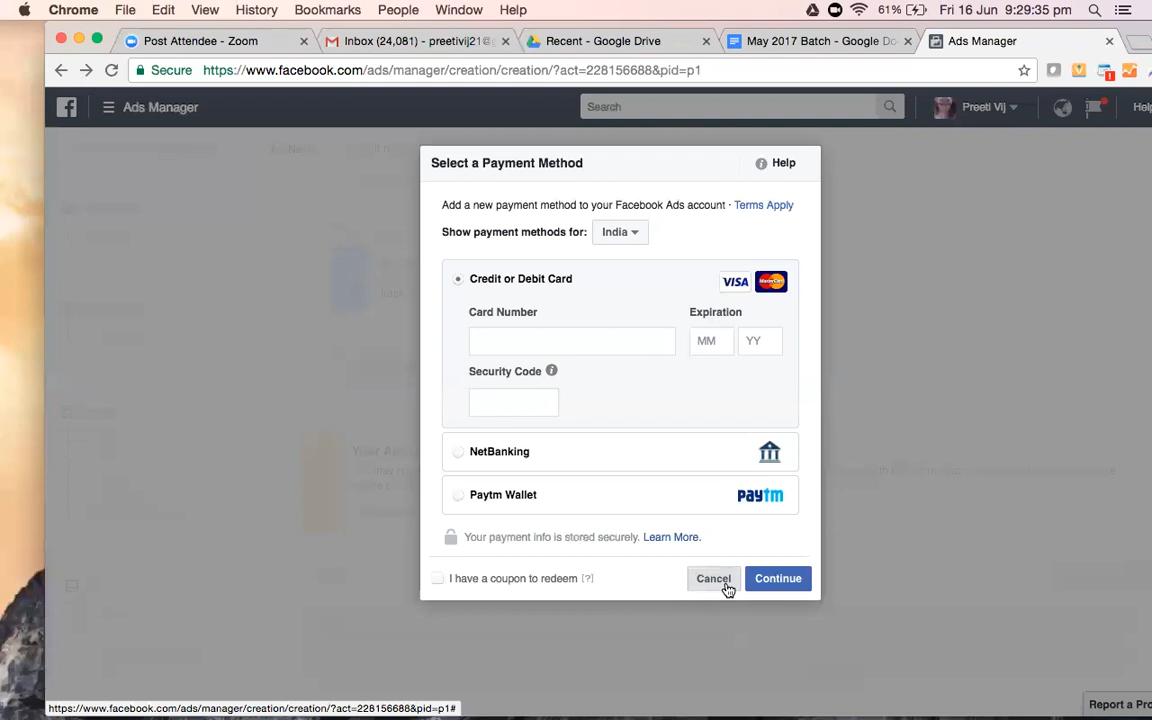 Chrome File Edit View History Bookmarks People Window Help 61% Fri 16 Jun 9:29:35 pm
Post Attendee - Zoom Inbox (24,081) - preetivij21@g Recent - Google Drive May 2017 Batch - Google Do Ads Manager
Secure https://www.facebook.com/ads/manager/creation/creation/?act=228156688&pid=p1
Ads Manager Search Preeti Vij Help
Select a Payment Method Help
Add a new payment method to your Facebook Ads account · Terms Apply
Show payment methods for: India
Credit or Debit Card VISA MasterCard
Card Number Expiration
MM YY
Security Code
NetBanking
Paytm Wallet paytm
Your payment info is stored securely. Learn More.
I have a coupon to redeem [?] Cancel Continue
https://www.facebook.com/ads/manager/creation/creation/?act=228156688&pid=p1#
Report a Pro